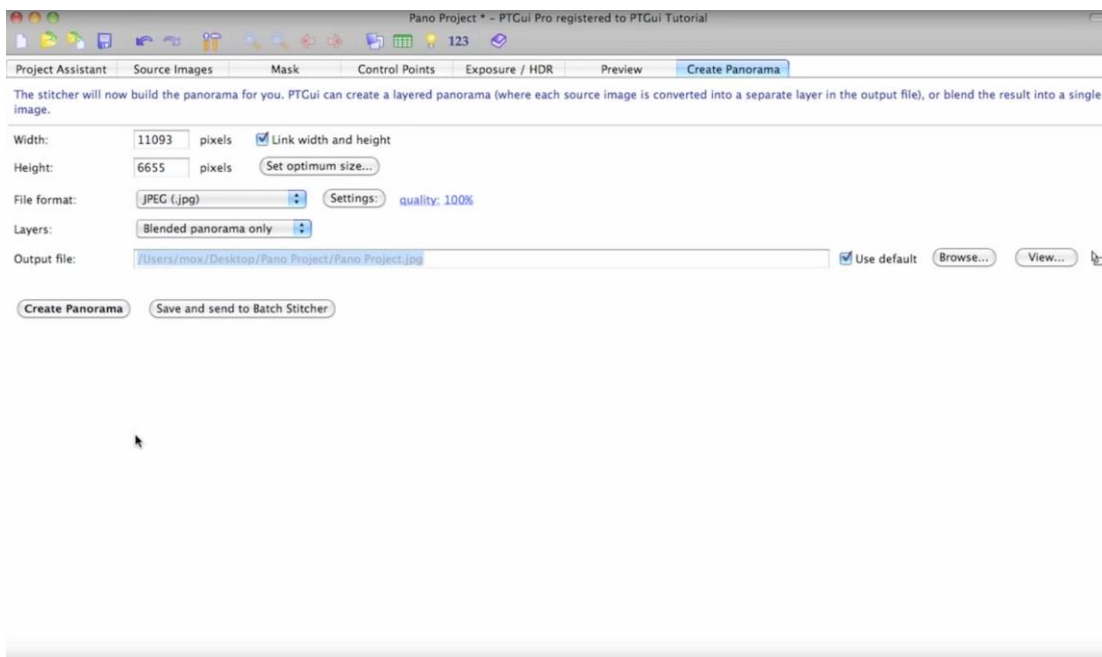 Pano Project * - PTGui Pro registered to PTGui Tutorial
123
Project Assistant Source Images Mask Control Points Exposure / HDR Preview Create Panorama
The stitcher will now build the panorama for you. PTGui can create a layered panorama (where each source image is converted into a separate layer in the output file), or blend the result into a single
image.
Width: 11093 pixels Link width and height
Height: 6655 pixels Set optimum size...
File format: JPEG (.jpg) Settings: quality: 100%
Layers: Blended panorama only
Output file: /Users/mox/Desktop/Pano Project/Pano Project.jpg Use default Browse... View...
Create Panorama Save and send to Batch Stitcher